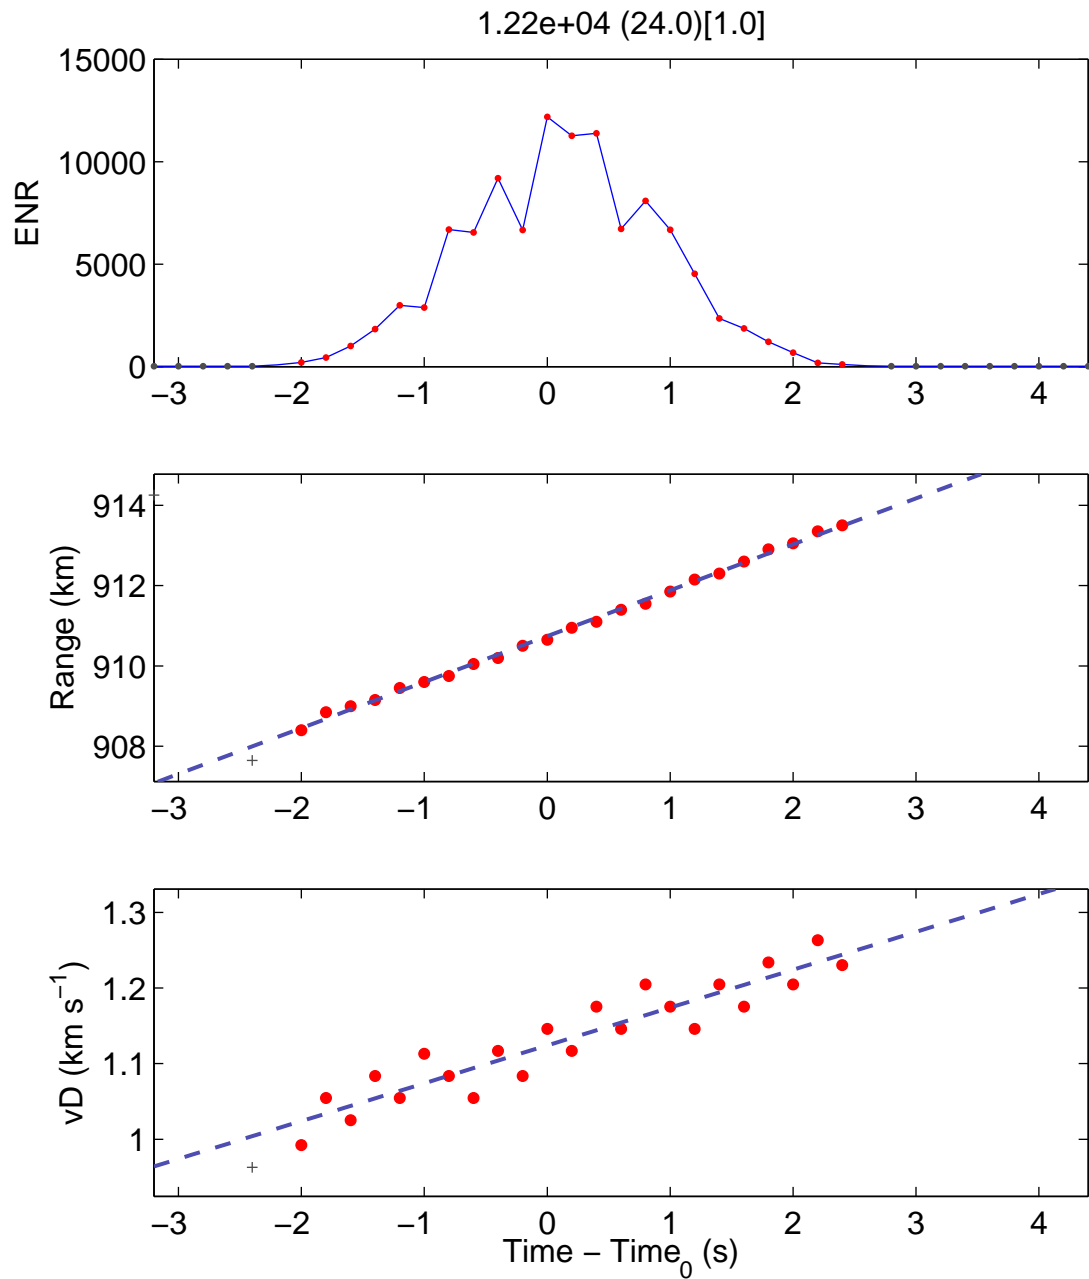 1.22e+04 (24.0)[1.0]
15000
10000
5000
0
ENR
−3 −2 −1 0 1 2 3 4
914
912
910
908
Range (km)
−3 −2 −1 0 1 2 3 4
1.3
1.2
1.1
1
vD (km s⁻¹)
−3 −2 −1 0 1 2 3 4
Time − Time₀ (s)